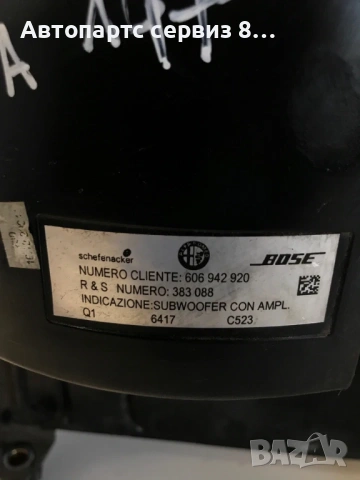 Автопартс сервиз 8...
A
schefenacker
BOSE
NUMERO CLIENTE: 606 942 920
R & S NUMERO: 383 088
INDICAZIONE:SUBWOOFER CON AMPL.
Q1 6417 C523
BAZAR